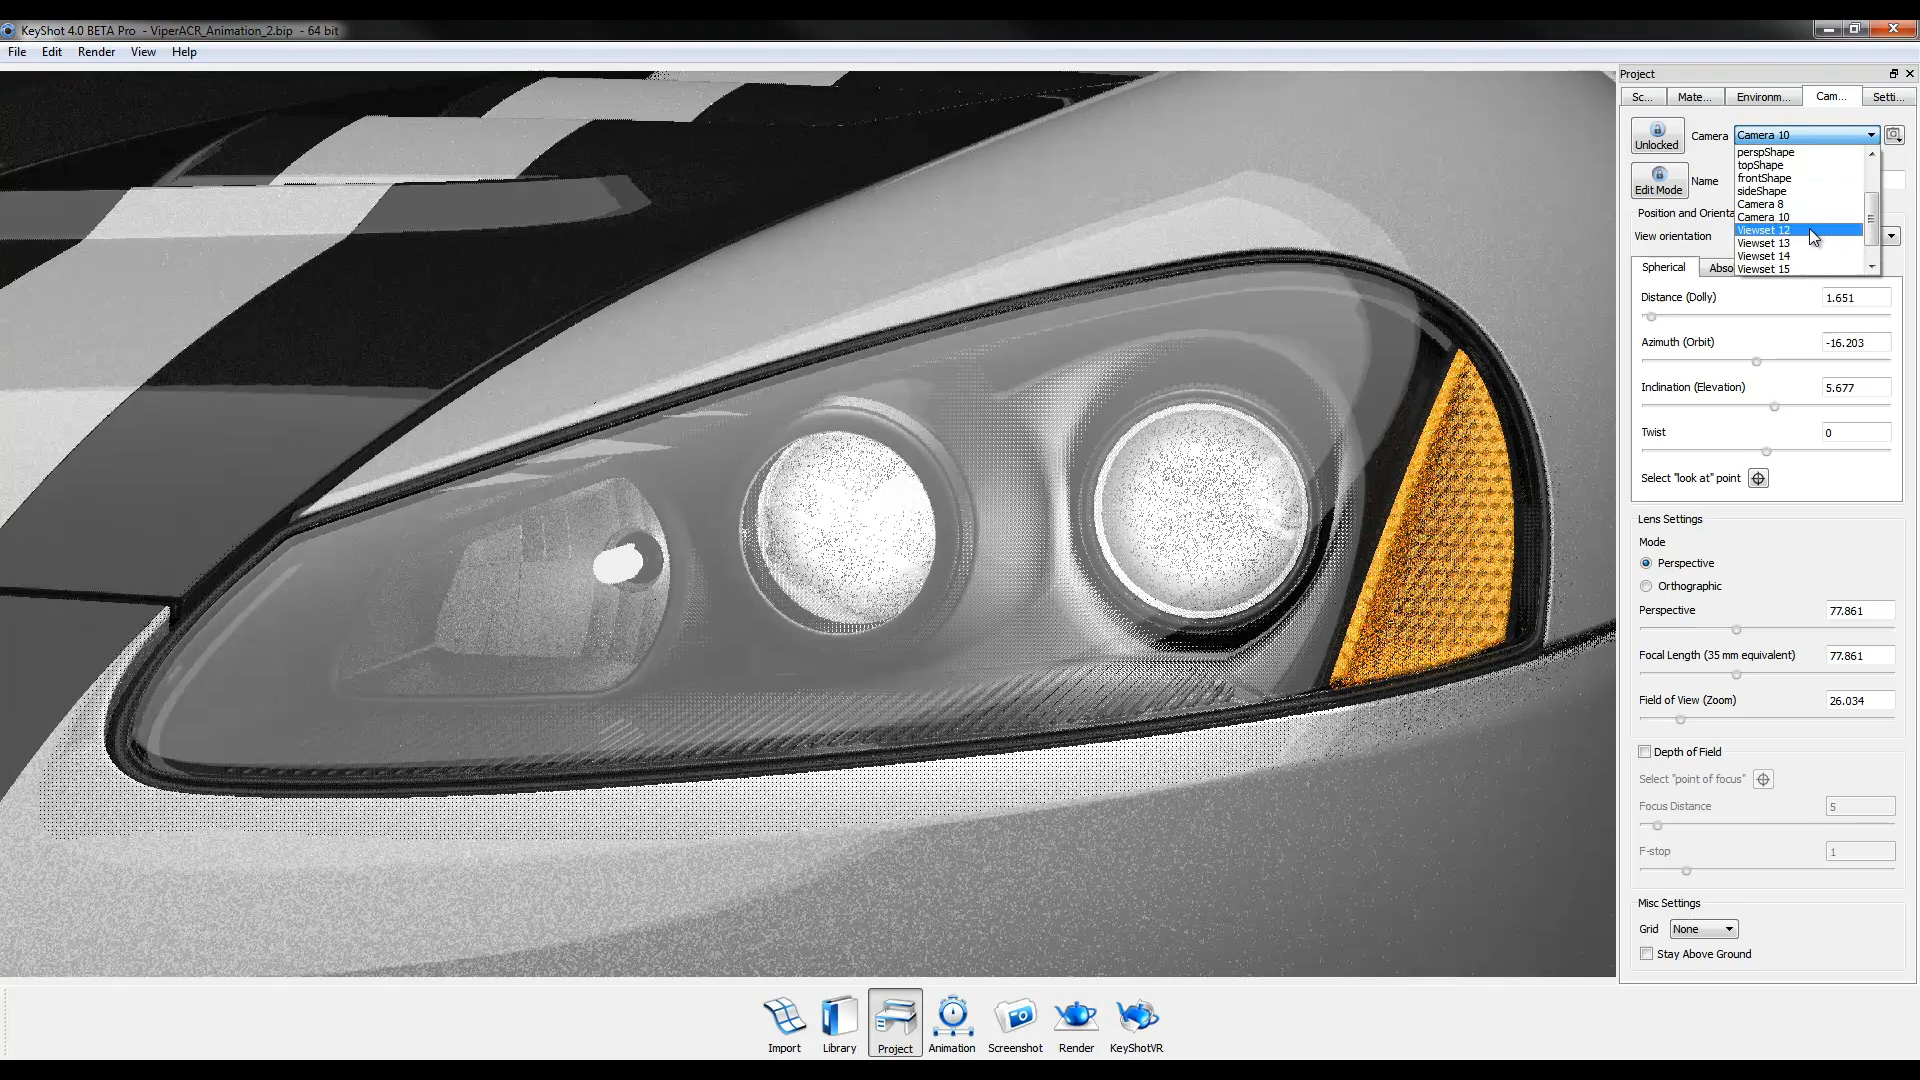 KeyShot 4.0 BETA Pro - ViperACR_Animation_2.bip - 64 bit
File Edit Render View Help
Project
Sc... Mate... Environm... Cam... Setti...
Unlocked Camera Camera 10
perspShape
topShape
frontShape
sideShape
Camera 8
Camera 10
Viewset 12
Viewset 13
Viewset 14
Viewset 15
Edit Mode Name
Position and Orienta
View orientation
Spherical Abso
Distance (Dolly) 1.651
Azimuth (Orbit) -16.203
Inclination (Elevation) 5.677
Twist 0
Select "look at" point
Lens Settings
Mode
Perspective
Orthographic
Perspective 77.861
Focal Length (35 mm equivalent) 77.861
Field of View (Zoom) 26.034
Depth of Field
Select "point of focus"
Focus Distance 5
F-stop 1
Misc Settings
Grid None
Stay Above Ground
Import Library Project Animation Screenshot Render KeyShotVR